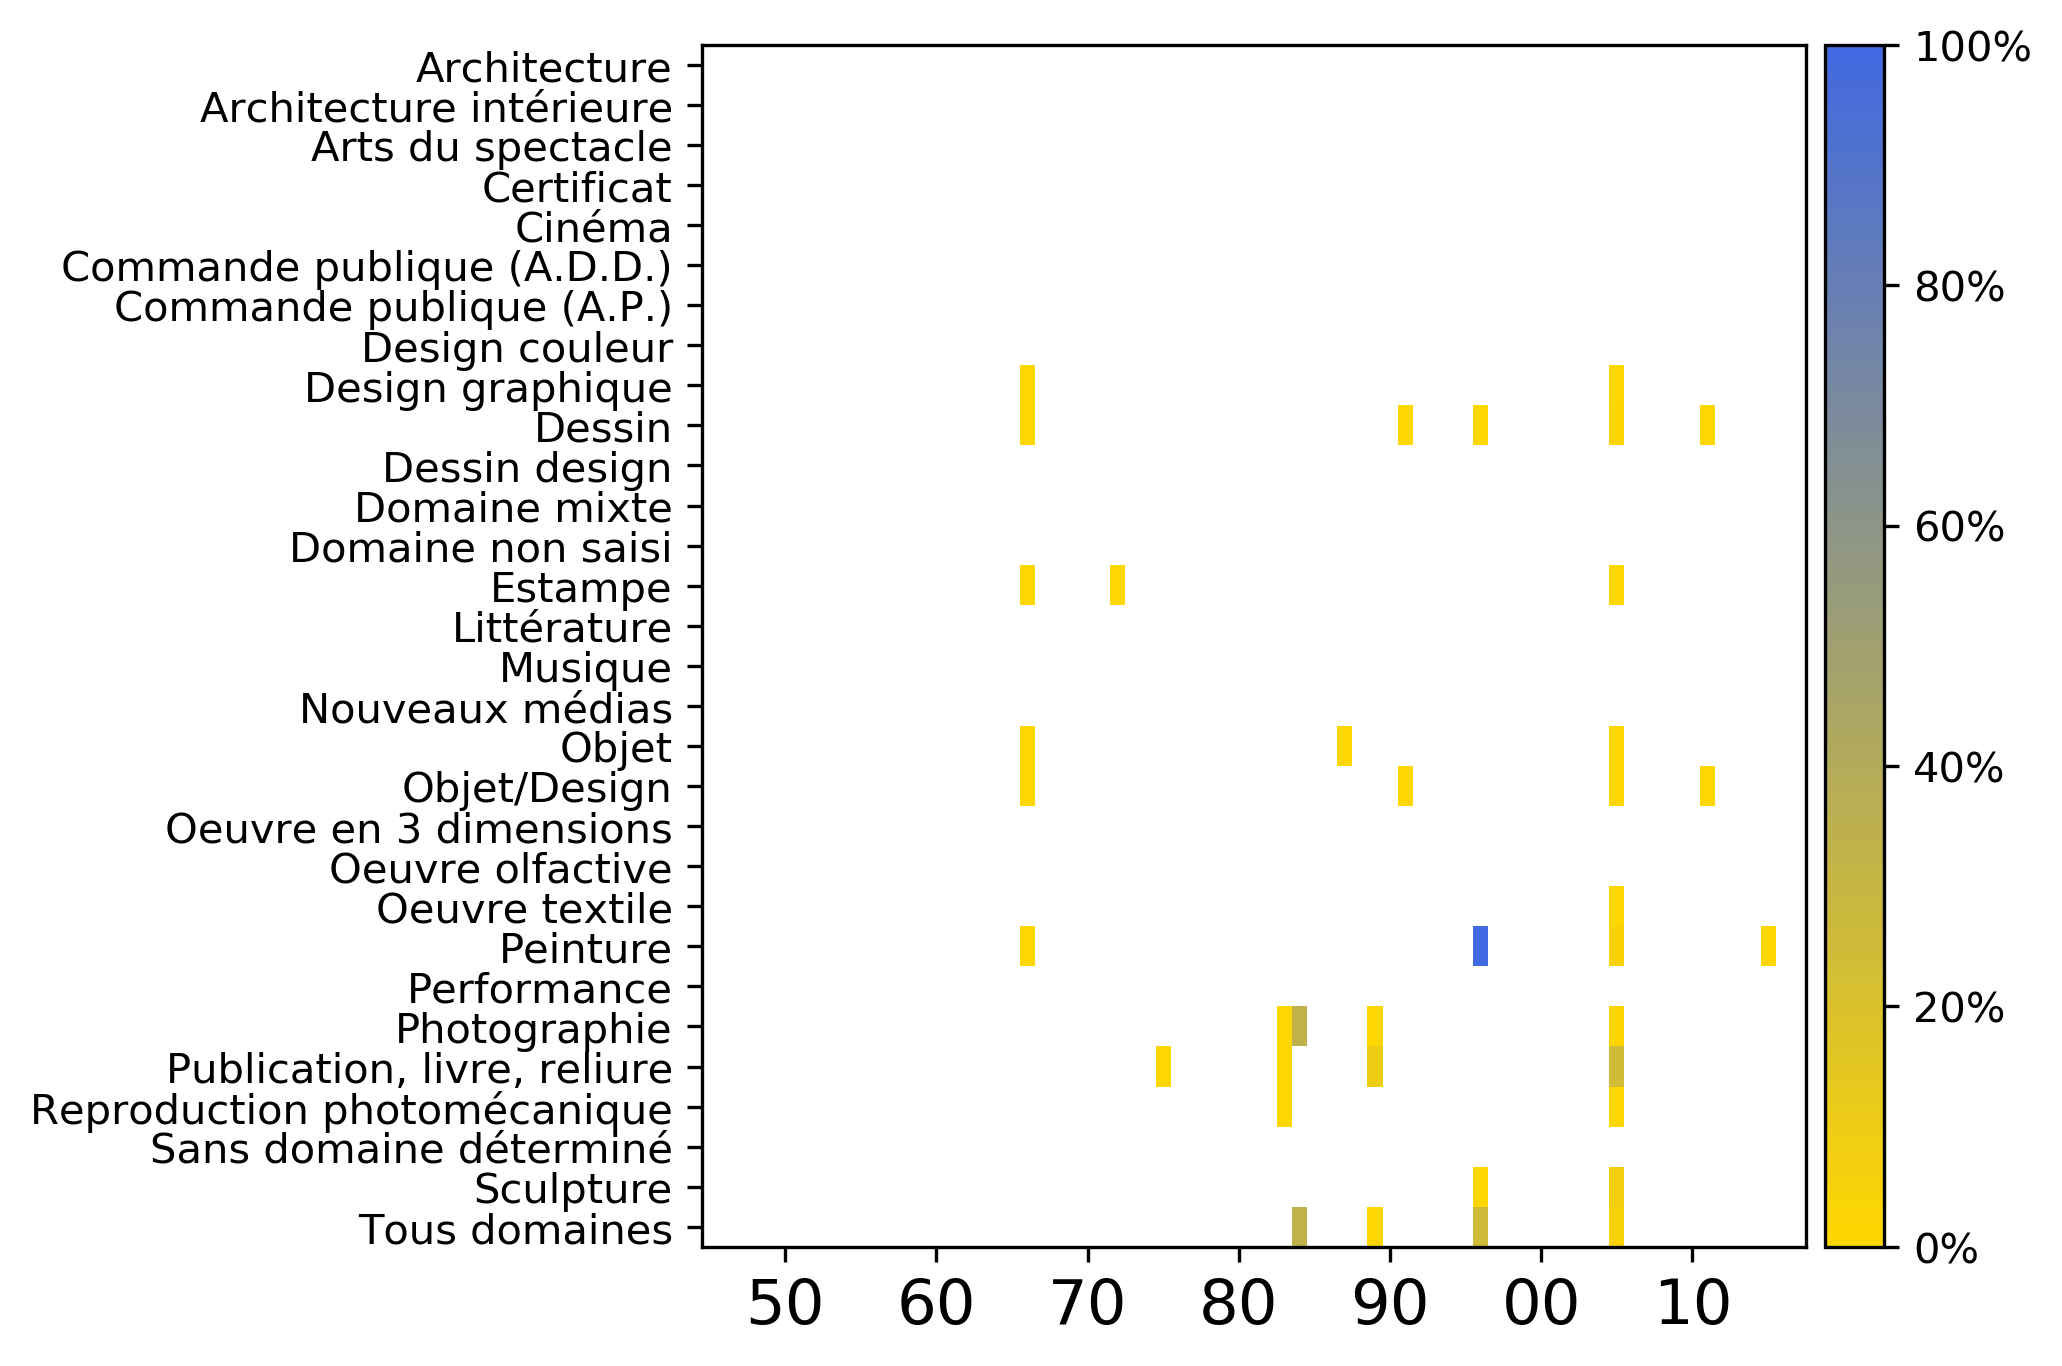 Architecture
Architecture intérieure
Arts du spectacle
Certificat
Cinéma
Commande publique (A.D.D.)
Commande publique (A.P.)
Design couleur
Design graphique
Dessin
Dessin design
Domaine mixte
Domaine non saisi
Estampe
Littérature
Musique
Nouveaux médias
Objet
Objet/Design
Oeuvre en 3 dimensions
Oeuvre olfactive
Oeuvre textile
Peinture
Performance
Photographie
Publication, livre, reliure
Reproduction photomécanique
Sans domaine déterminé
Sculpture
Tous domaines
50 60 70 80 90 00 10
100%
80%
60%
40%
20%
0%